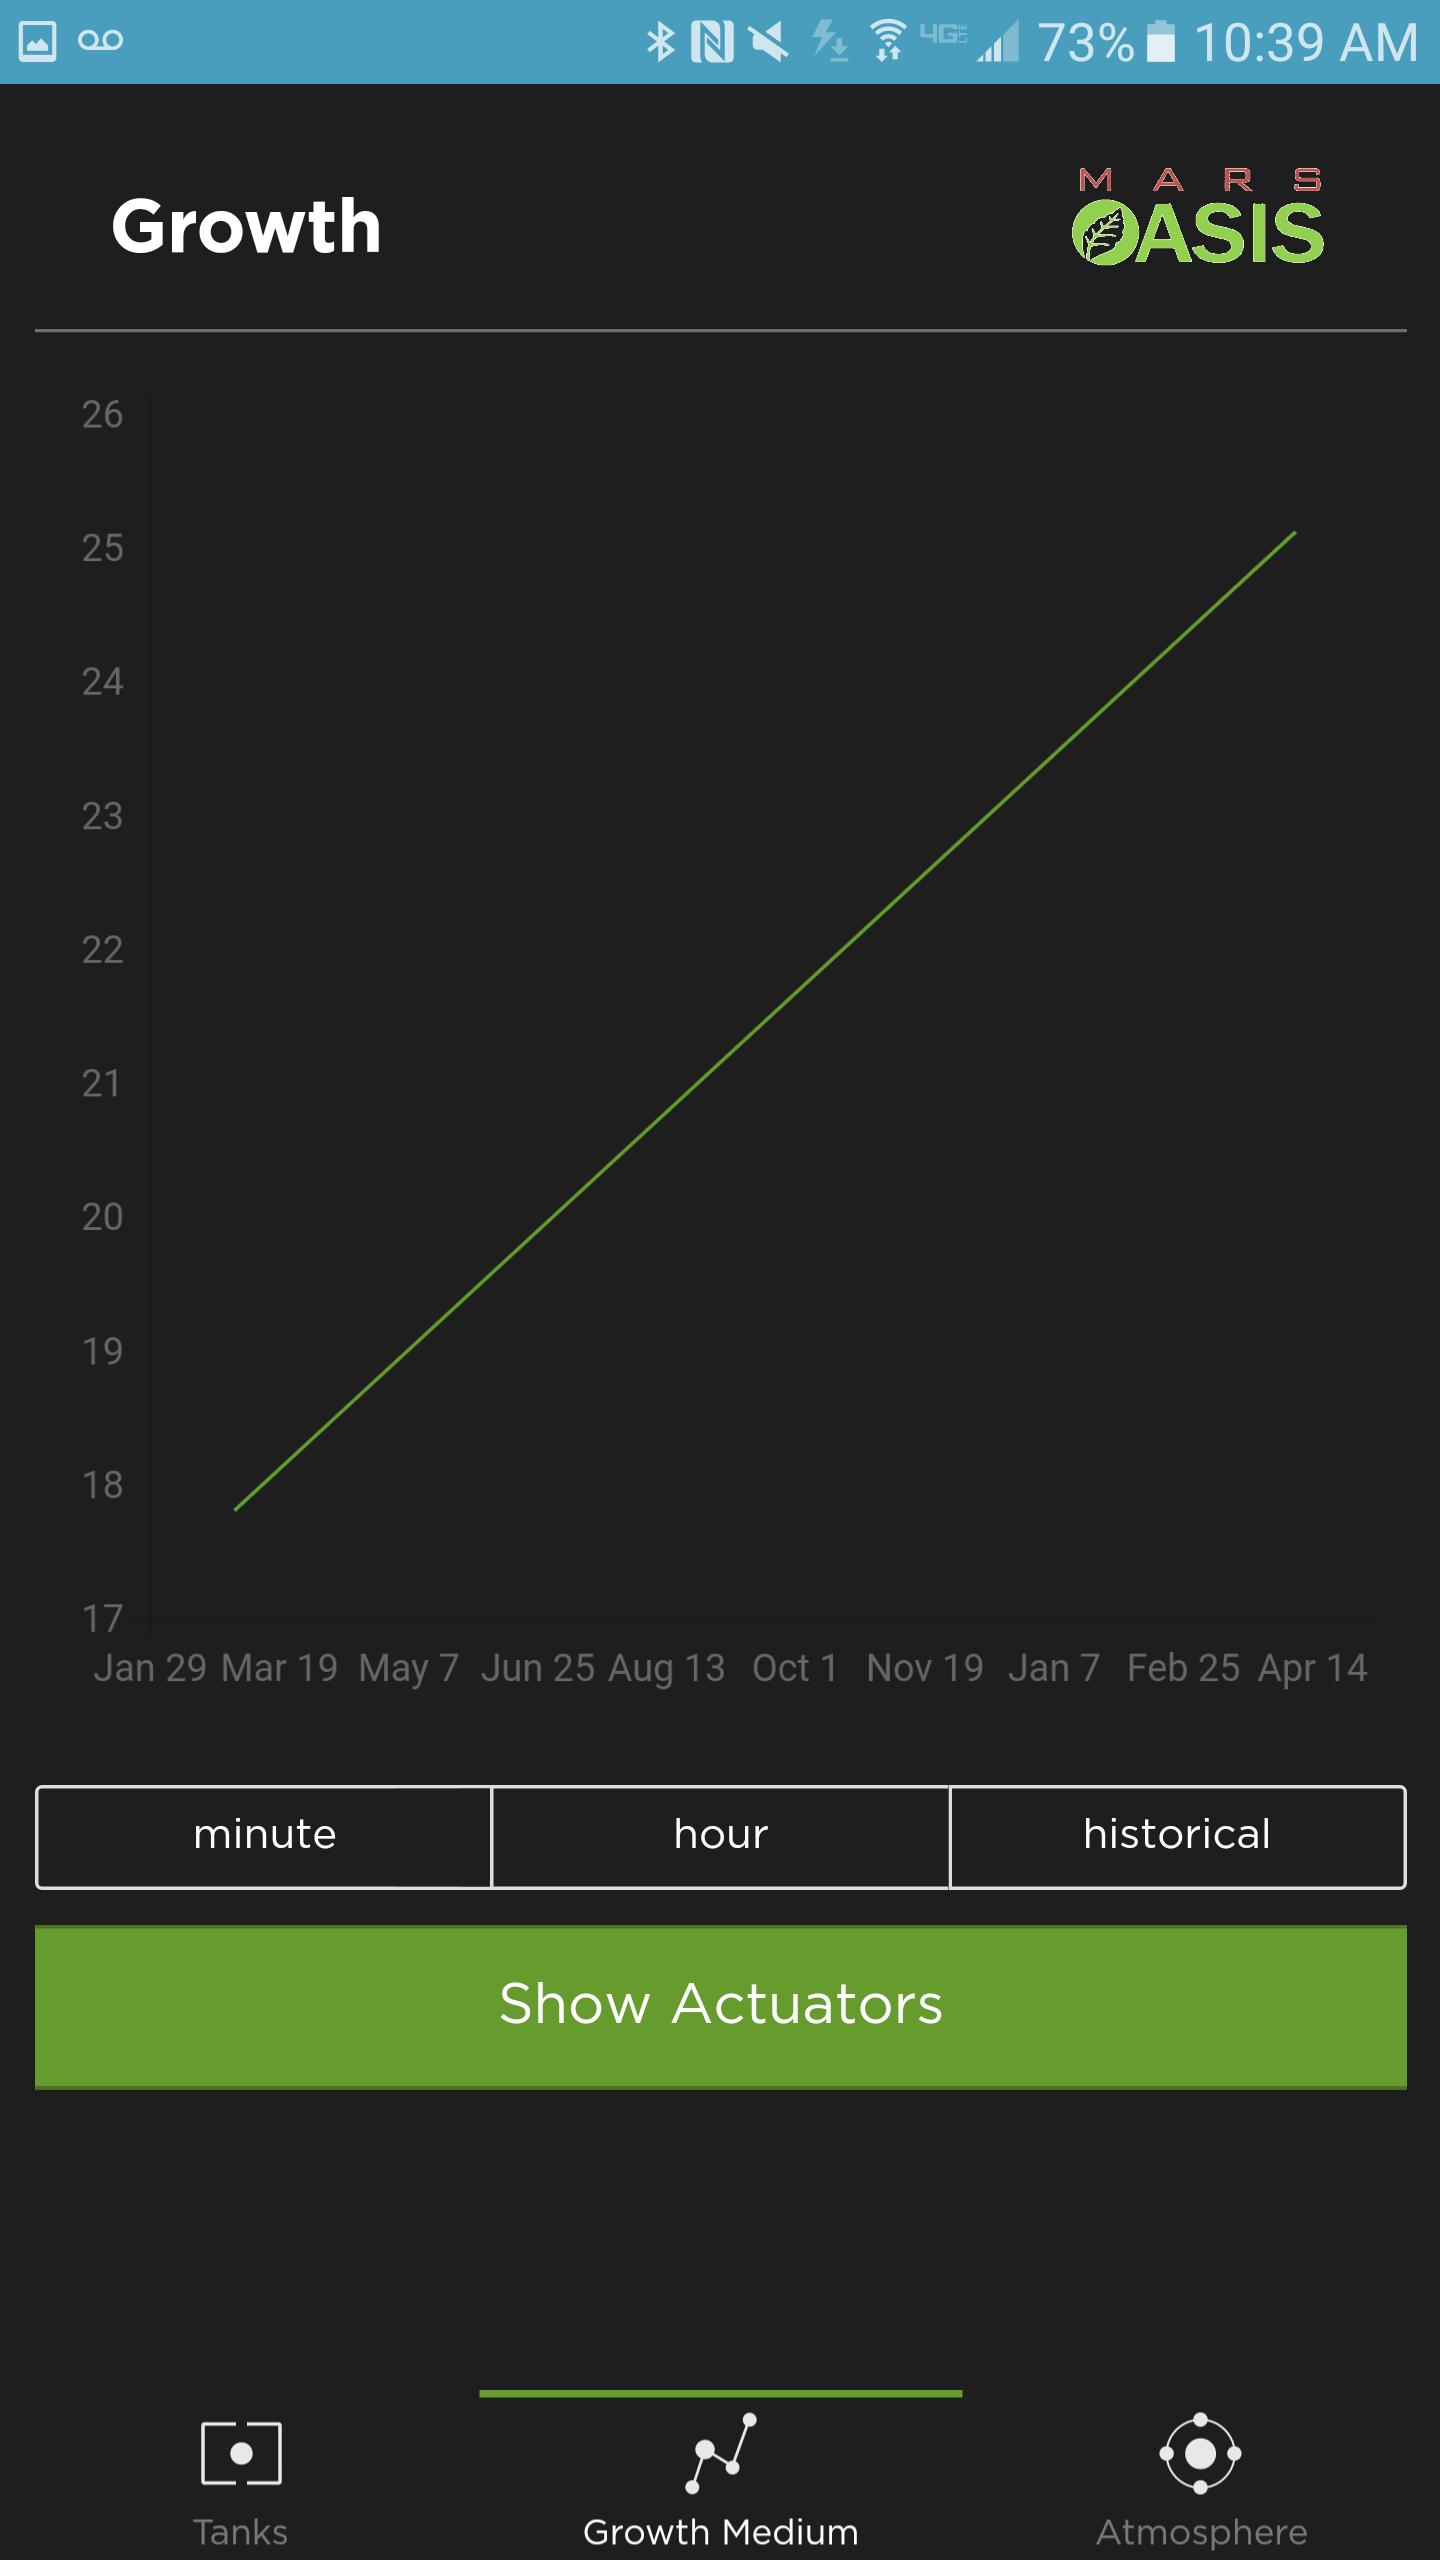 4G LTE 73% 10:39 AM
Growth
MARS
OASIS
26
25
24
23
22
21
20
19
18
17
Jan 29 Mar 19 May 7 Jun 25 Aug 13 Oct 1 Nov 19 Jan 7 Feb 25 Apr 14
minute hour historical
Show Actuators
Tanks Growth Medium Atmosphere